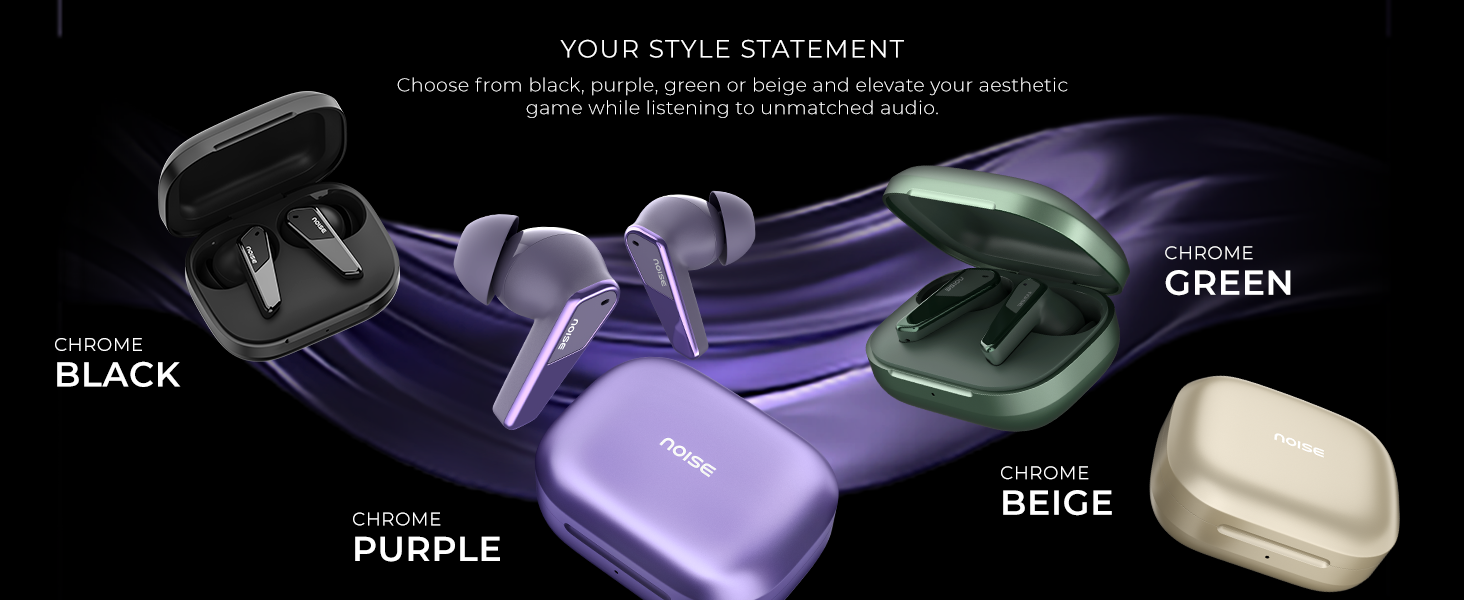 YOUR STYLE STATEMENT
Choose from black, purple, green or beige and elevate your aesthetic
game while listening to unmatched audio.
noise
noise
CHROME
BLACK
noise
noise
noise
CHROME
PURPLE
noise
noise
CHROME
GREEN
CHROME
BEIGE
noise